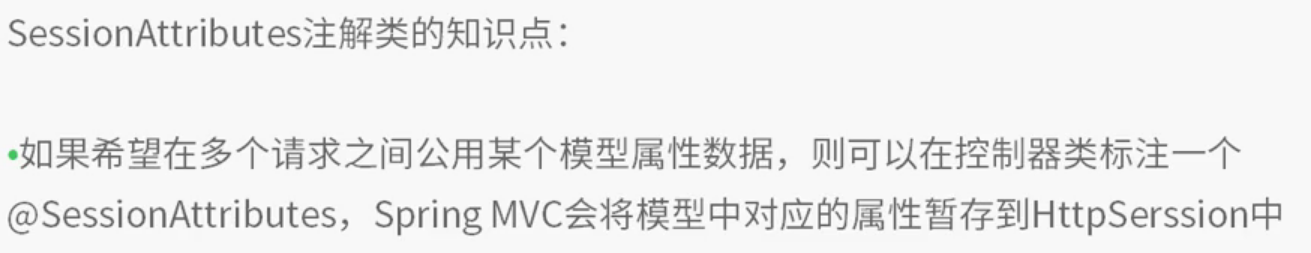 SessionAttributes注解类的知识点：
•如果希望在多个请求之间公用某个模型属性数据，则可以在控制器类标注一个
@SessionAttributes，Spring MVC会将模型中对应的属性暂存到HttpSerssion中